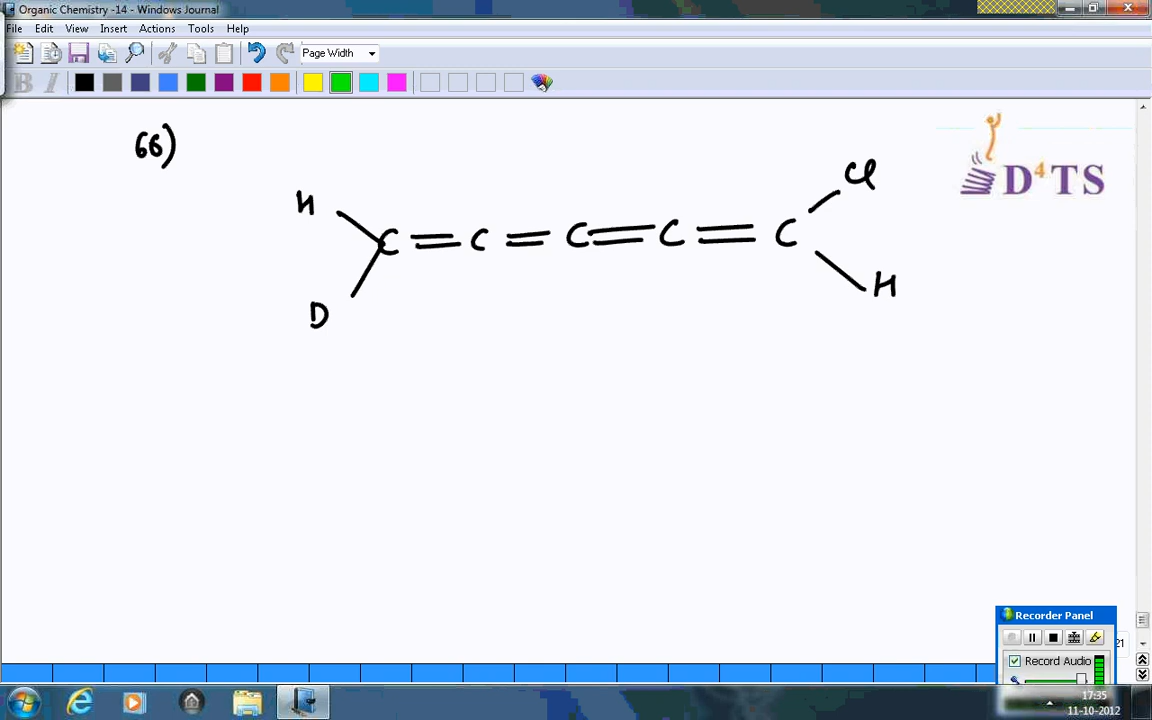 Organic Chemistry -14 - Windows Journal
File Edit View Insert Actions Tools Help
Page Width
B I
66)
D4TS
H Cl
C = C = C = C = C
D H
Recorder Panel
21
Record Audio
17:35
11-10-2012